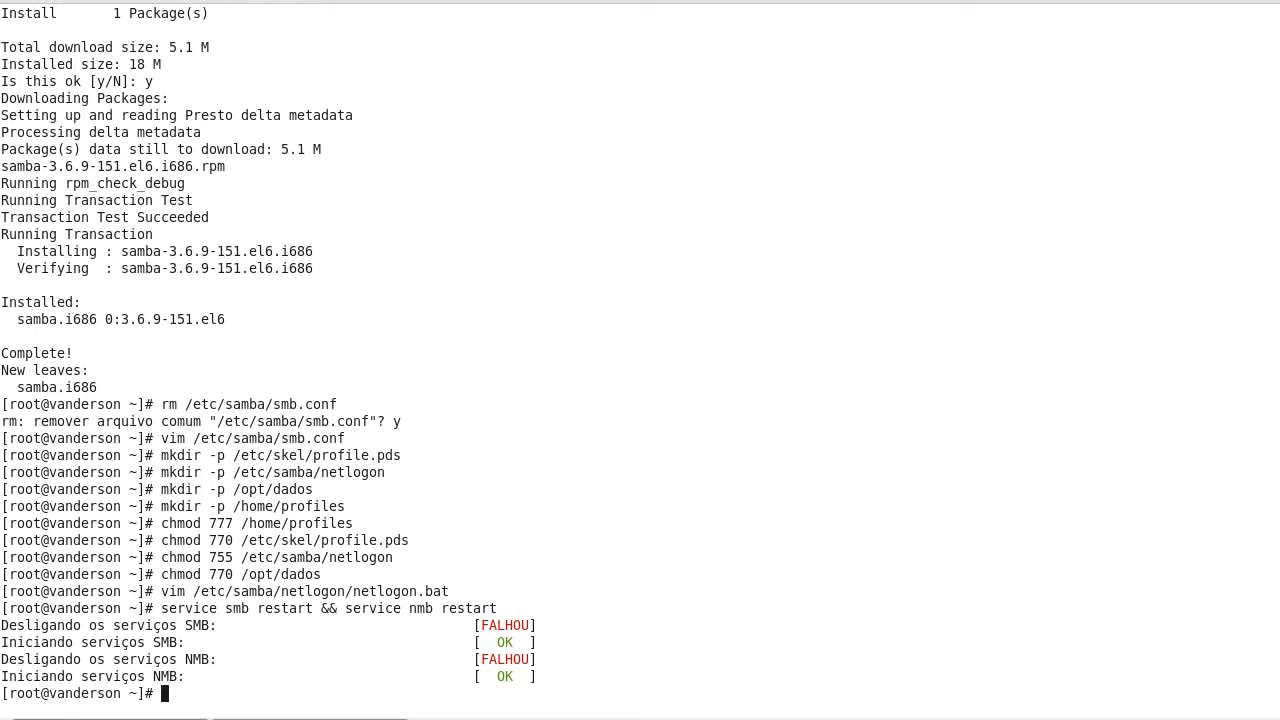 Install       1 Package(s)

Total download size: 5.1 M
Installed size: 18 M
Is this ok [y/N]: y
Downloading Packages:
Setting up and reading Presto delta metadata
Processing delta metadata
Package(s) data still to download: 5.1 M
samba-3.6.9-151.el6.i686.rpm
Running rpm_check_debug
Running Transaction Test
Transaction Test Succeeded
Running Transaction
  Installing : samba-3.6.9-151.el6.i686
  Verifying  : samba-3.6.9-151.el6.i686

Installed:
  samba.i686 0:3.6.9-151.el6

Complete!
New leaves:
  samba.i686
[root@vanderson ~]# rm /etc/samba/smb.conf
rm: remover arquivo comum "/etc/samba/smb.conf"? y
[root@vanderson ~]# vim /etc/samba/smb.conf
[root@vanderson ~]# mkdir -p /etc/skel/profile.pds
[root@vanderson ~]# mkdir -p /etc/samba/netlogon
[root@vanderson ~]# mkdir -p /opt/dados
[root@vanderson ~]# mkdir -p /home/profiles
[root@vanderson ~]# chmod 777 /home/profiles
[root@vanderson ~]# chmod 770 /etc/skel/profile.pds
[root@vanderson ~]# chmod 755 /etc/samba/netlogon
[root@vanderson ~]# chmod 770 /opt/dados
[root@vanderson ~]# vim /etc/samba/netlogon/netlogon.bat
[root@vanderson ~]# service smb restart && service nmb restart
Desligando os serviços SMB:                                [FALHOU]
Iniciando serviços SMB:                                    [  OK  ]
Desligando os serviços NMB:                                [FALHOU]
Iniciando serviços NMB:                                    [  OK  ]
[root@vanderson ~]#